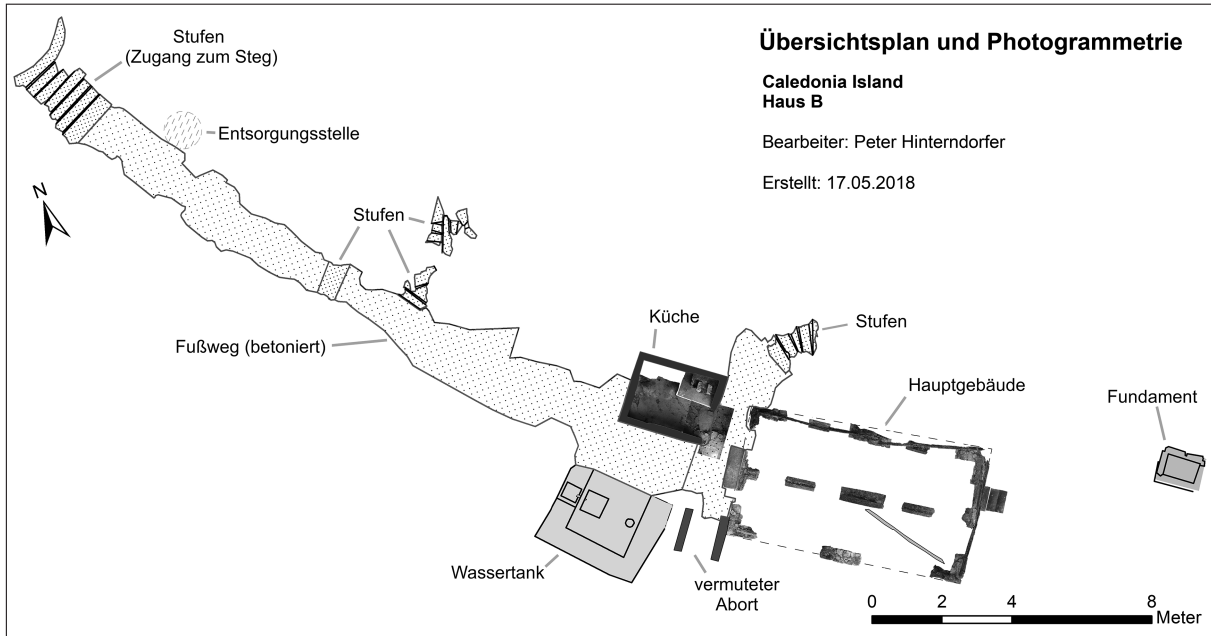 Übersichtsplan und Photogrammetrie
Caledonia Island
Haus B
Bearbeiter: Peter Hinterndorfer
Erstellt: 17.05.2018
Stufen
(Zugang zum Steg)
Entsorgungsstelle
N
Stufen
Fußweg (betoniert)
Küche
Stufen
Hauptgebäude
Fundament
Wassertank
vermuteter
Abort
0 2 4 8
Meter